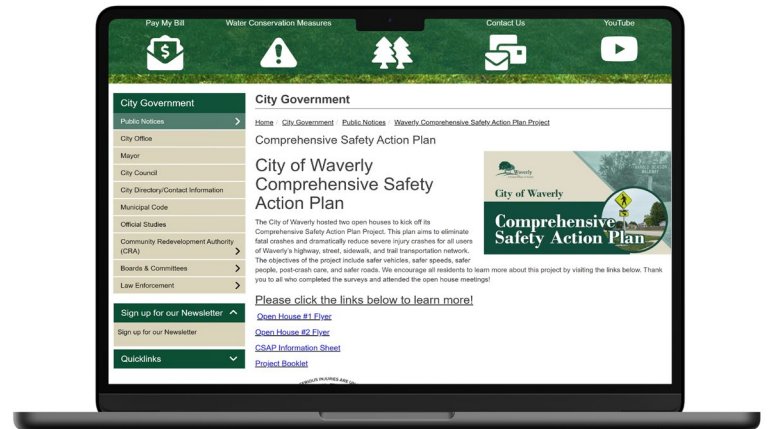 Pay My Bill
Water Conservation Measures
Contact Us
YouTube
City Government
Public Notices
City Office
Mayor
City Council
City Directory/Contact Information
Municipal Code
Official Studies
Community Redevelopment Authority
(CRA)
Boards & Committees
Law Enforcement
Sign up for our Newsletter
Sign up for our Newsletter
Quicklinks
City Government
Home / City Government / Public Notices / Waverly Comprehensive Safety Action Plan Project
Comprehensive Safety Action Plan
City of Waverly
Comprehensive Safety
Action Plan
The City of Waverly hosted two open houses to kick off its
Comprehensive Safety Action Plan Project. This plan aims to eliminate
fatal crashes and dramatically reduce severe injury crashes for all users
of Waverly's highway, street, sidewalk, and trail transportation network.
The objectives of the project include safer vehicles, safer speeds, safer
people, post-crash care, and safer roads. We encourage all residents to learn more about this project by visiting the links below. Thank
you to all who completed the surveys and attended the open house meetings!
Waverly
City of Waverly
Comprehensive
Safety Action Plan
Please click the links below to learn more!
Open House #1 Flyer
Open House #2 Flyer
CSAP Information Sheet
Project Booklet
SERIOUS INJURIES ARE